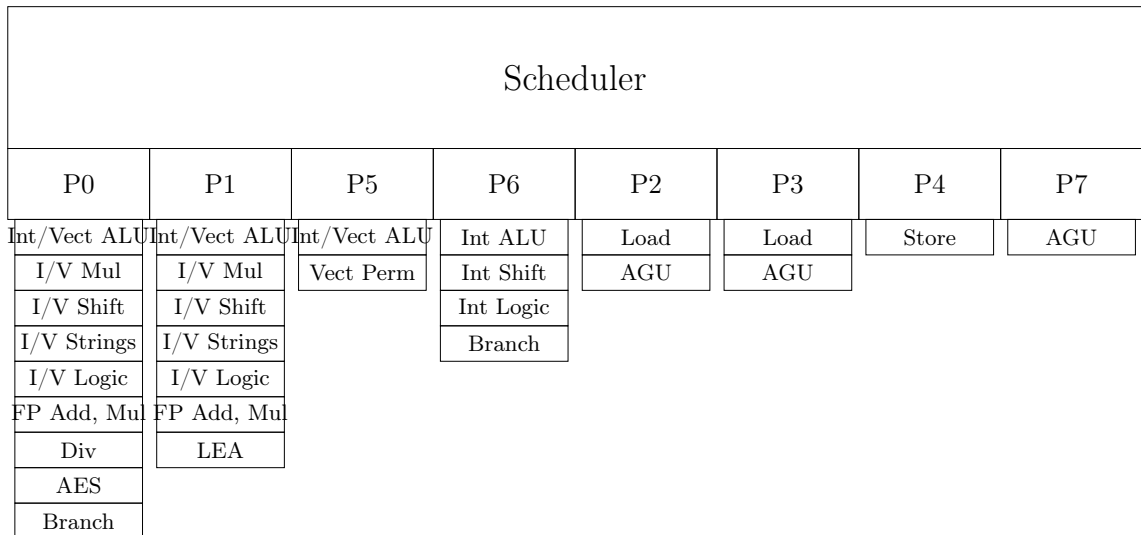 Scheduler
P0 P1 P5 P6 P2 P3 P4 P7
Int/Vect ALU Int/Vect ALU Int/Vect ALU Int ALU Load Load Store AGU
I/V Mul I/V Mul Vect Perm Int Shift AGU AGU
I/V Shift I/V Shift Int Logic
I/V Strings I/V Strings Branch
I/V Logic I/V Logic
FP Add, Mul FP Add, Mul
Div LEA
AES
Branch